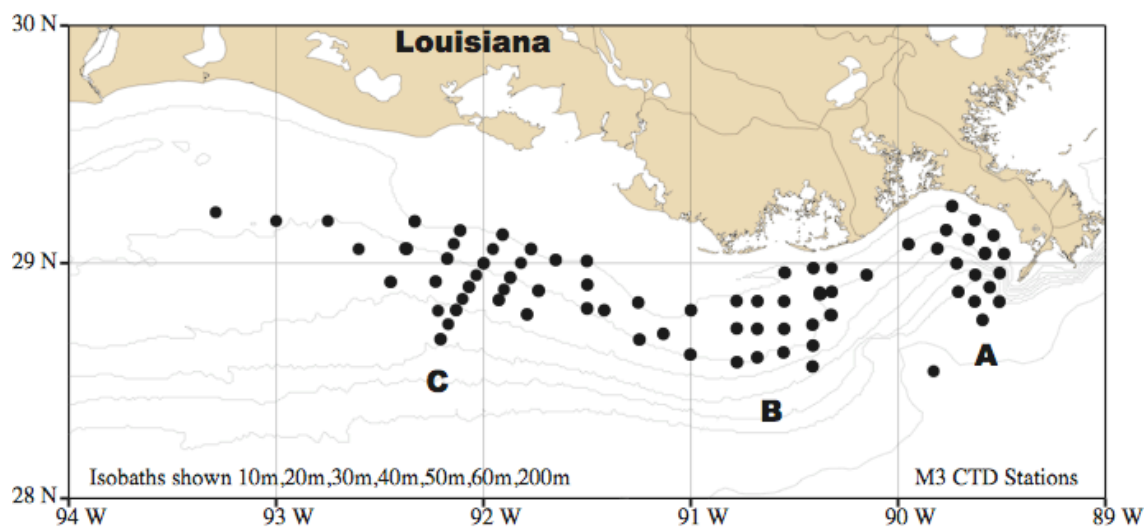 30 N
Louisiana
29 N
A
C
B
Isobaths shown 10m,20m,30m,40m,50m,60m,200m
M3 CTD Stations
28 N
94 W 93 W 92 W 91 W 90 W 89 W